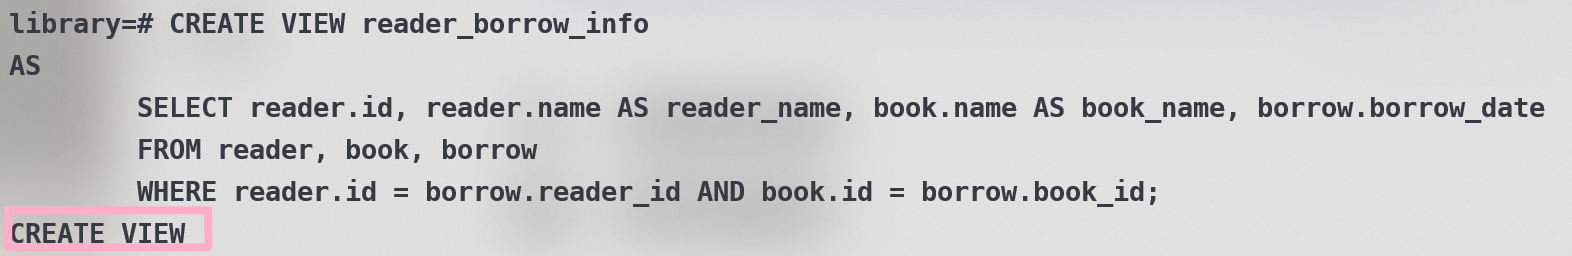 library=# CREATE VIEW reader_borrow_info
AS
SELECT reader.id, reader.name AS reader_name, book.name AS book_name, borrow.borrow_date
FROM reader, book, borrow
WHERE reader.id = borrow.reader_id AND book.id = borrow.book_id;
CREATE VIEW